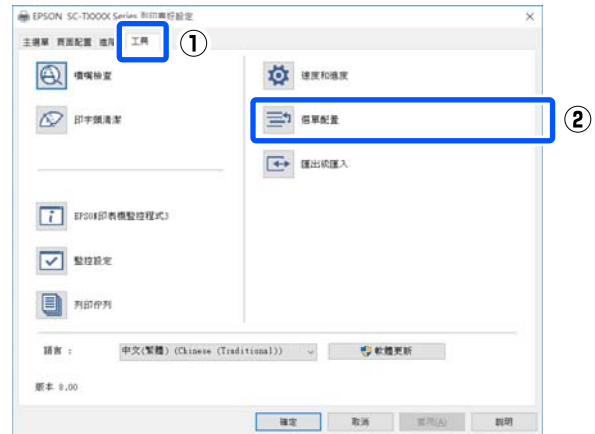 EPSON SC-TXXXX Series 列印喜好設定
主選單 頁面配置 進階 工具
①
噴嘴檢查
速度和進度
印字頭清潔
選單配置
②
匯出或匯入
EPSON印表機監控程式3
監控設定
列印佇列
語言 :
中文(繁體) (Chinese (Traditional))
軟體更新
版本 8.00
確定
取消
套用(A)
說明